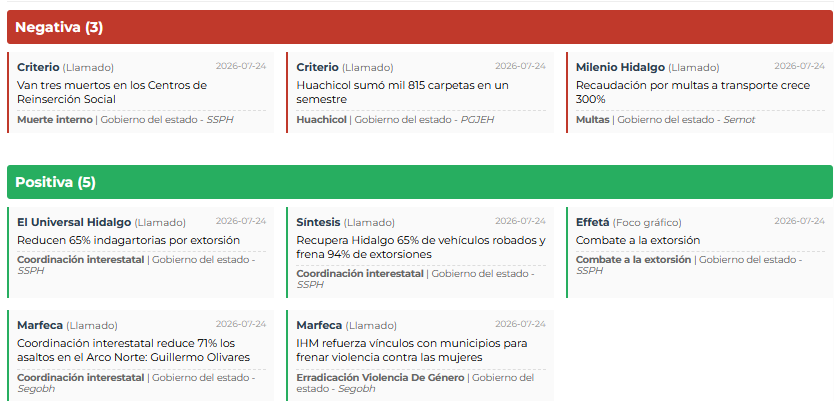 Negativa (3)
Criterio (Llamado) 2026-07-24
Van tres muertos en los Centros de
Reinserción Social
Muerte interno | Gobierno del estado - SSPH
Criterio (Llamado) 2026-07-24
Huachicol sumó mil 815 carpetas en un
semestre
Huachicol | Gobierno del estado - PGJEH
Milenio Hidalgo (Llamado) 2026-07-24
Recaudación por multas a transporte crece
300%
Multas | Gobierno del estado - Semot
Positiva (5)
El Universal Hidalgo (Llamado) 2026-07-24
Reducen 65% indagartorias por extorsión
Coordinación interestatal | Gobierno del estado -
SSPH
Síntesis (Llamado) 2026-07-24
Recupera Hidalgo 65% de vehículos robados y
frena 94% de extorsiones
Coordinación interestatal | Gobierno del estado -
SSPH
Effetá (Foco gráfico) 2026-07-24
Combate a la extorsión
Combate a la extorsión | Gobierno del estado -
SSPH
Marfeca (Llamado) 2026-07-24
Coordinación interestatal reduce 71% los
asaltos en el Arco Norte: Guillermo Olivares
Coordinación interestatal | Gobierno del estado -
Segobh
Marfeca (Llamado) 2026-07-24
IHM refuerza vínculos con municipios para
frenar violencia contra las mujeres
Erradicación Violencia De Género | Gobierno del
estado - Segobh